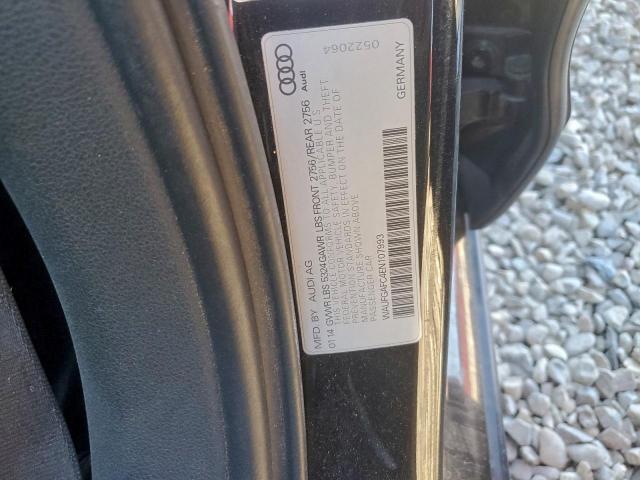 Audi
0522064
MFD. BY AUDI AG
01 14 GVWR LBS 5324 GAWR LBS FRONT 2756/REAR 2756
THIS VEHICLE CONFORMS TO ALL APPLICABLE U.S.
FEDERAL MOTOR VEHICLE SAFETY, BUMPER AND THEFT
PREVENTION STANDARDS IN EFFECT ON THE DATE OF
MANUFACTURE SHOWN ABOVE
PASSENGER CAR
WAUFGAFC4EN107993
GERMANY